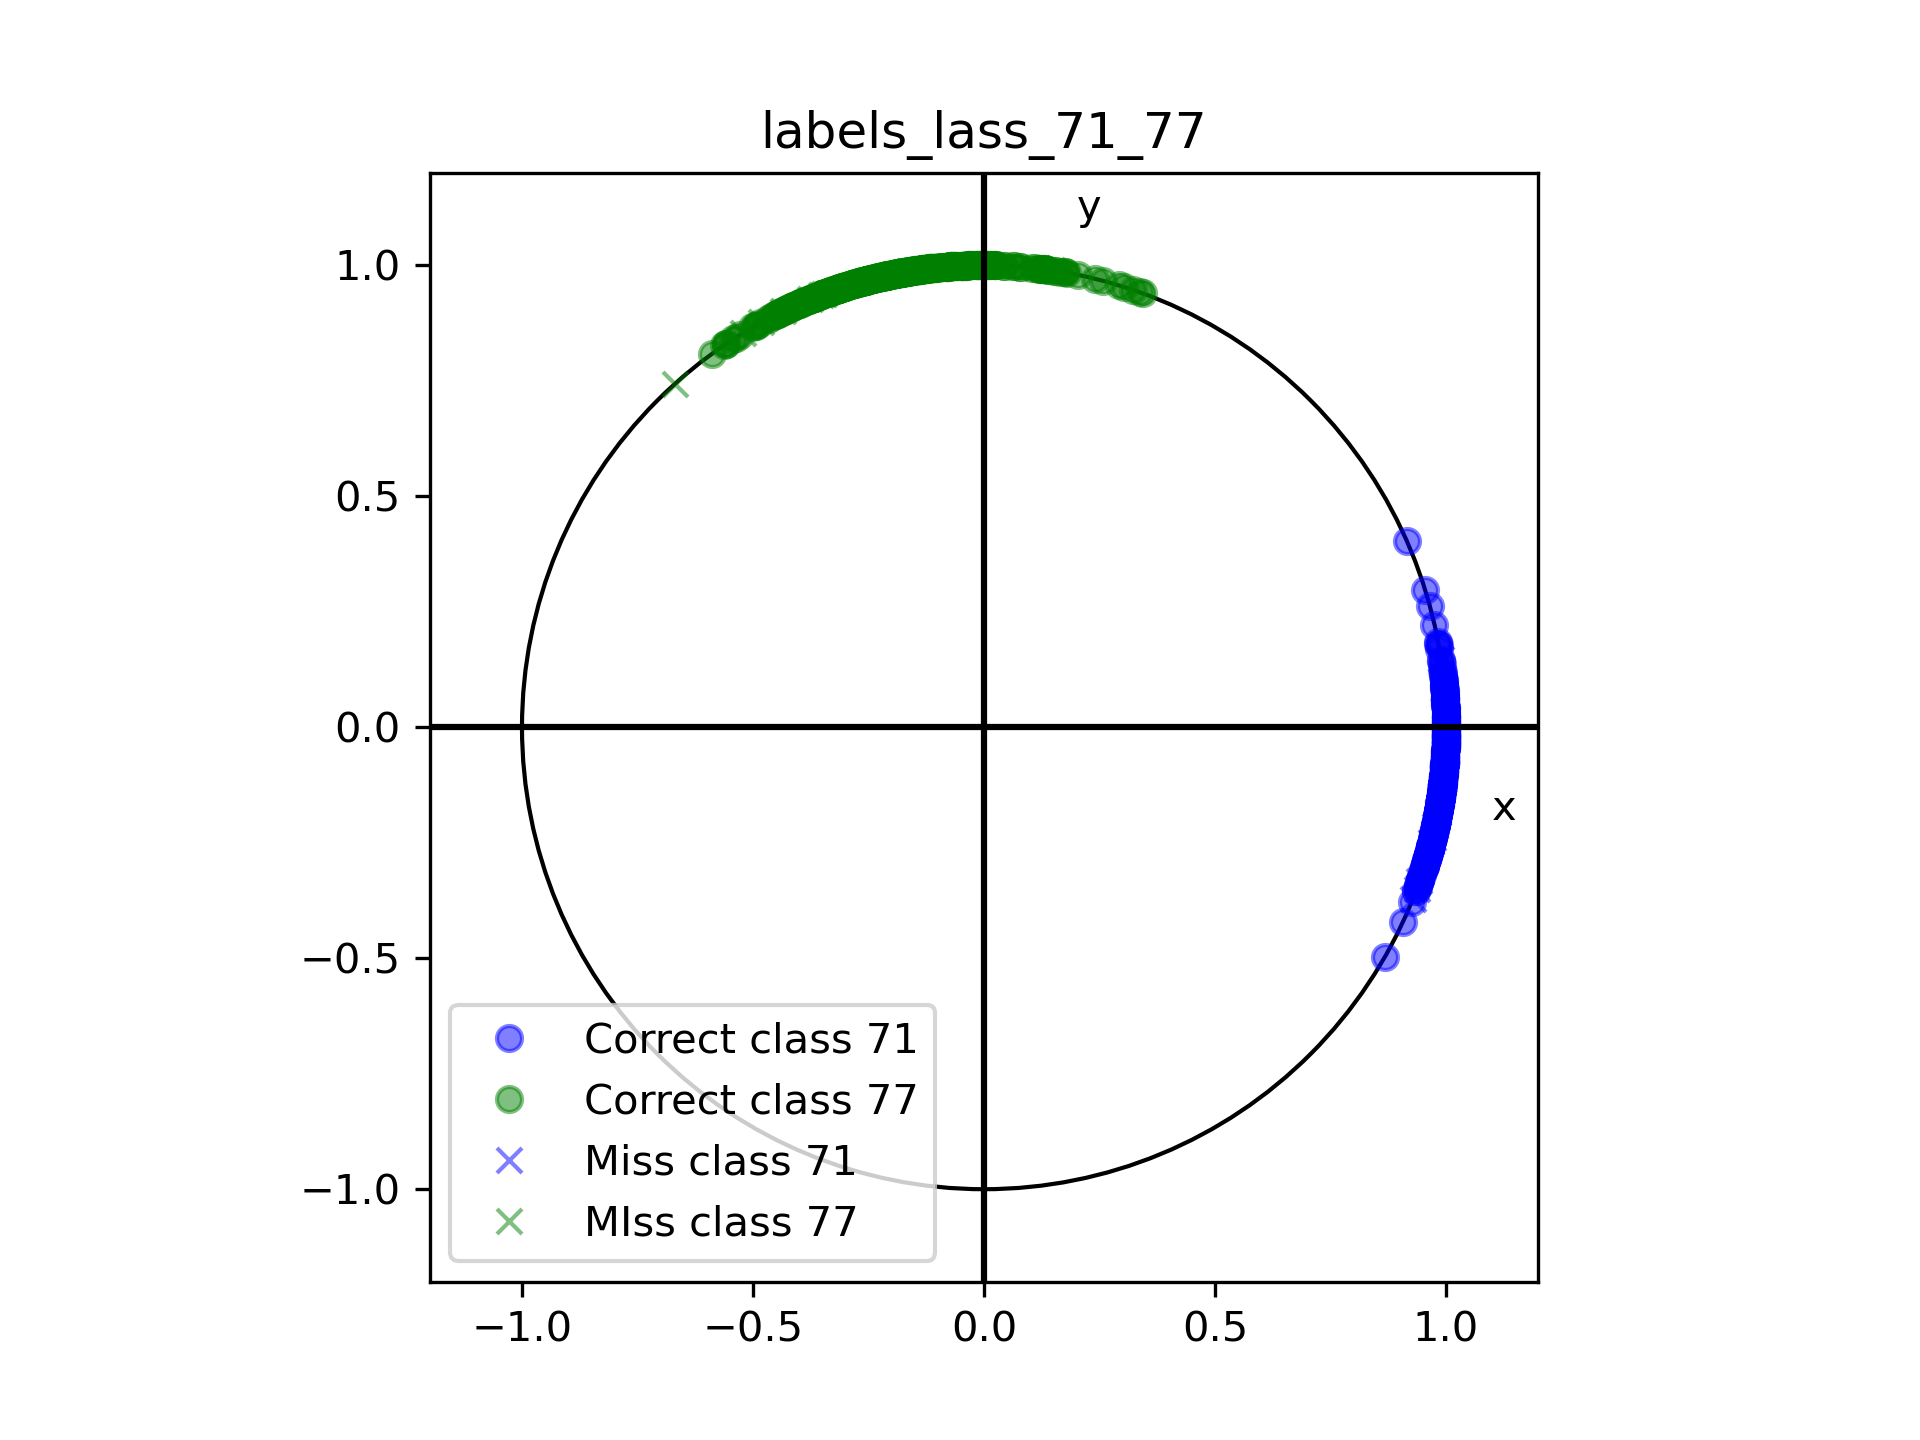 labels_lass_71_77
y
1.0
0.5
0.0
x
−0.5
−1.0
Correct class 71
Correct class 77
Miss class 71
MIss class 77
−1.0 −0.5 0.0 0.5 1.0